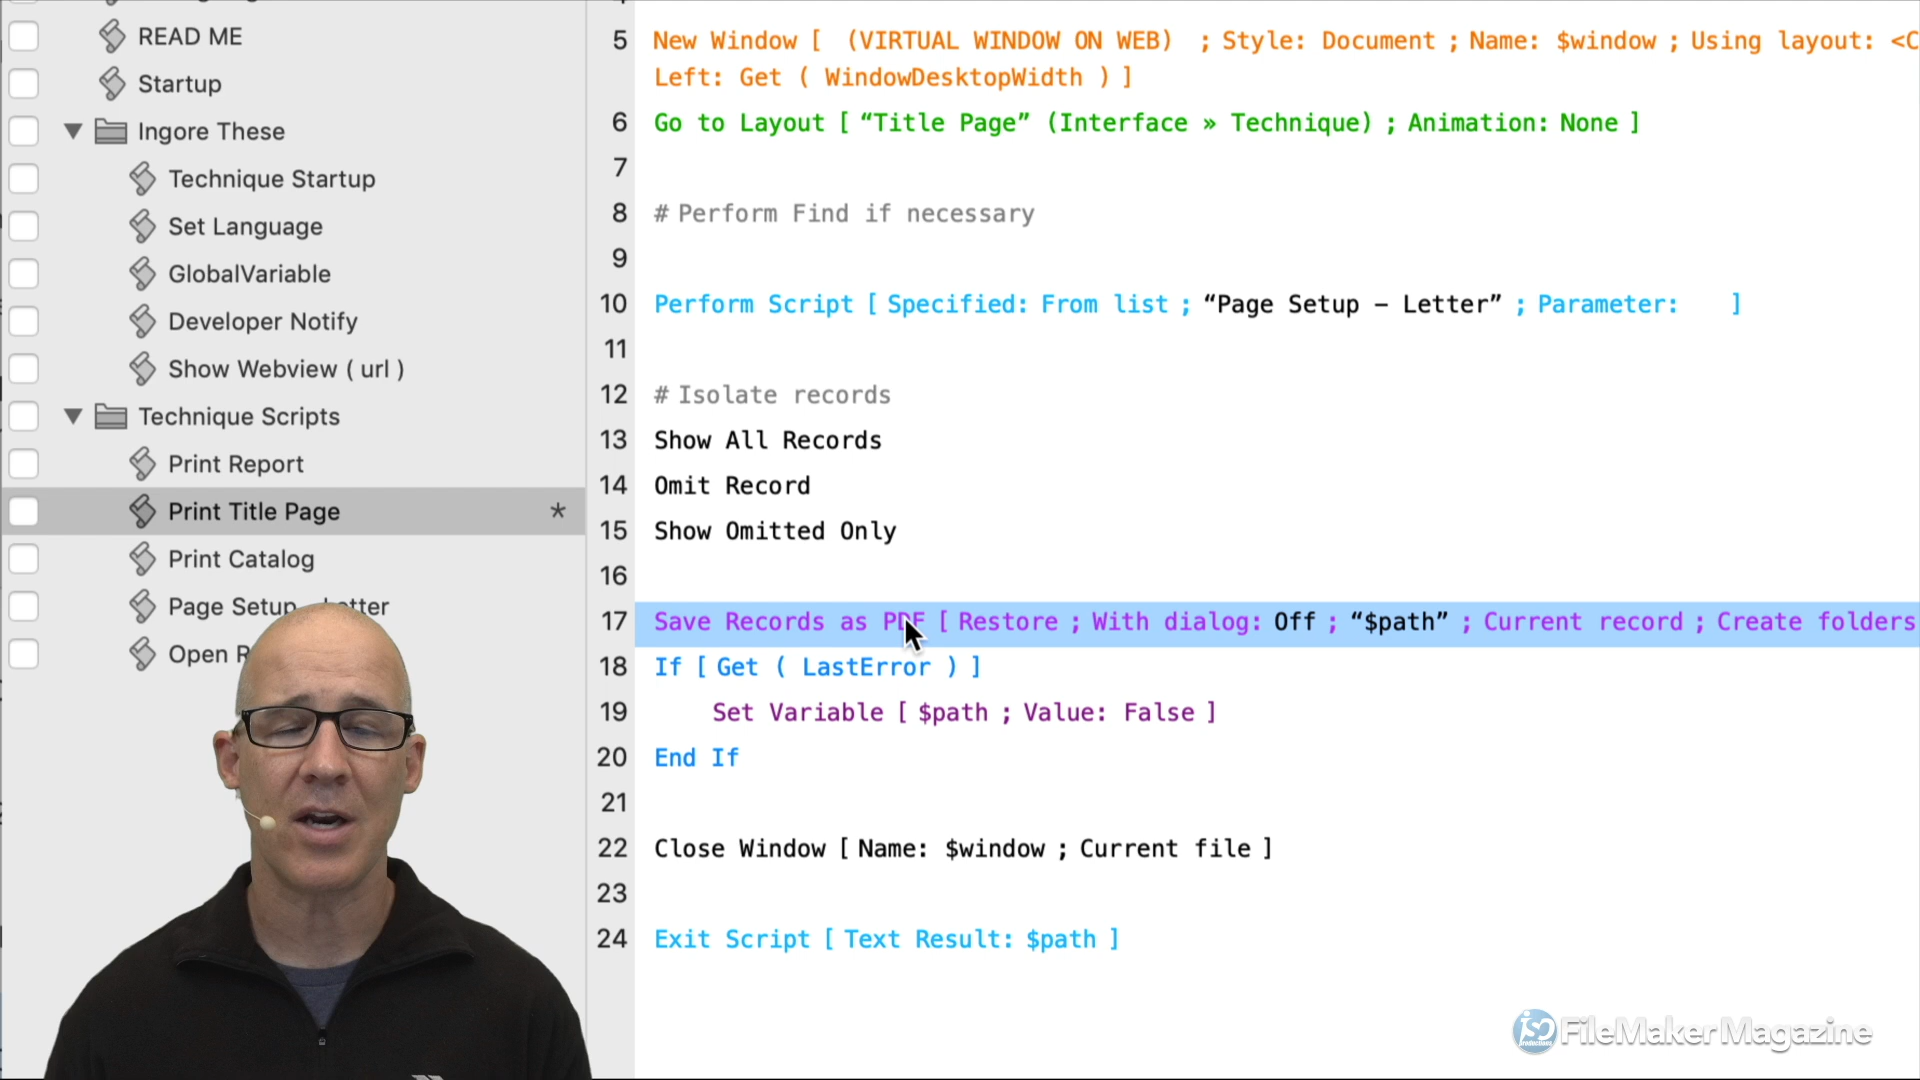 READ ME
Startup
Ingore These
Technique Startup
Set Language
GlobalVariable
Developer Notify
Show Webview ( url )
Technique Scripts
Print Report
Print Title Page *
Print Catalog
Page Setup
Open
5 New Window [ (VIRTUAL WINDOW ON WEB) ; Style: Document ; Name: $window ; Using layout: <C
Left: Get ( WindowDesktopWidth ) ]
6 Go to Layout [ “Title Page” (Interface » Technique) ; Animation: None ]
7
8 # Perform Find if necessary
9
10 Perform Script [ Specified: From list ; “Page Setup – Letter” ; Parameter: ]
11
12 # Isolate records
13 Show All Records
14 Omit Record
15 Show Omitted Only
16
17 Save Records as PDF [ Restore ; With dialog: Off ; “$path” ; Current record ; Create folders
18 If [ Get ( LastError ) ]
19 Set Variable [ $path ; Value: False ]
20 End If
21
22 Close Window [ Name: $window ; Current file ]
23
24 Exit Script [ Text Result: $path ]
iso productions FileMaker Magazine